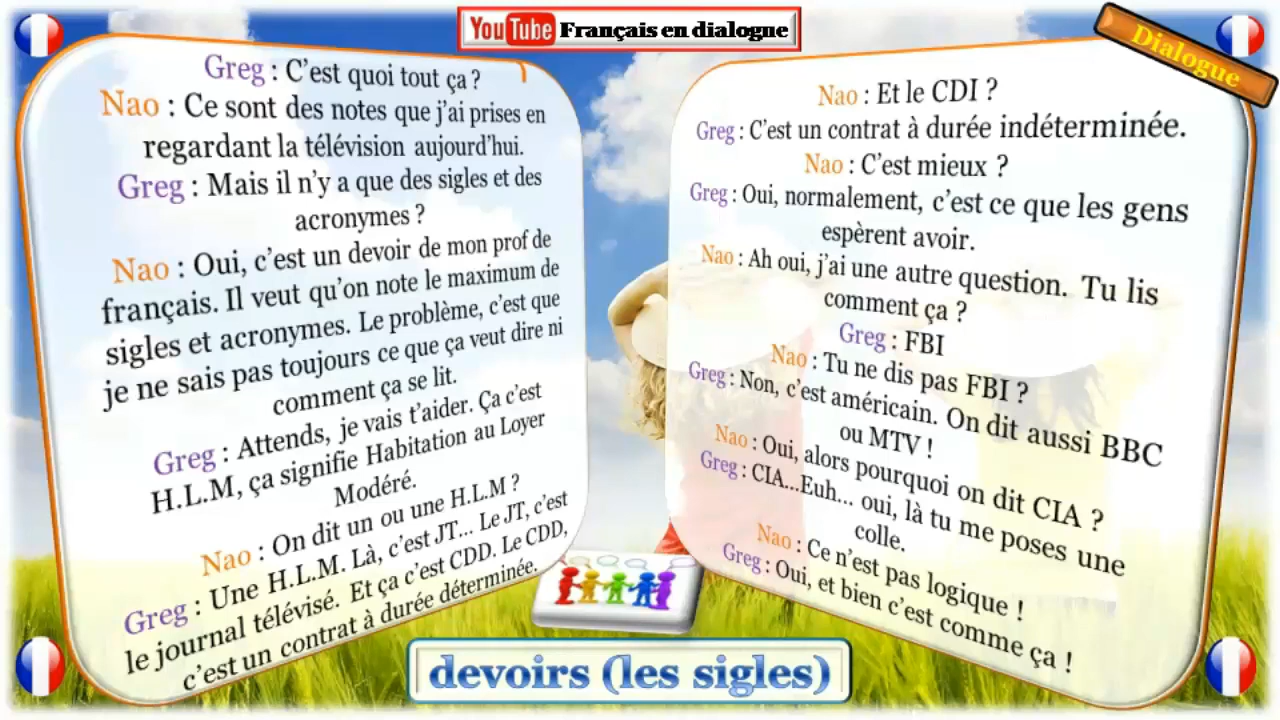 YouTube Français en dialogue
Dialogue
Greg : C'est quoi tout ça ?
Nao : Ce sont des notes que j'ai prises en
regardant la télévision aujourd'hui.
Greg : Mais il n'y a que des sigles et des
acronymes ?
Nao : Oui, c'est un devoir de mon prof de
français. Il veut qu'on note le maximum de
sigles et acronymes. Le problème, c'est que
je ne sais pas toujours ce que ça veut dire ni
comment ça se lit.
Greg : Attends, je vais t'aider. Ça c'est
H.L.M, ça signifie Habitation au Loyer
Modéré.
Nao : On dit un ou une H.L.M ?
Greg : Une H.L.M. Là, c'est JT... Le JT, c'est
le journal télévisé. Et ça c'est CDD. Le CDD,
c'est un contrat à durée déterminée.
Nao : Et le CDI ?
Greg : C'est un contrat à durée indéterminée.
Nao : C'est mieux ?
Greg : Oui, normalement, c'est ce que les gens
espèrent avoir.
Nao : Ah oui, j'ai une autre question. Tu lis
comment ça ?
Greg : FBI
Nao : Tu ne dis pas FBI ?
Greg : Non, c'est américain. On dit aussi BBC
ou MTV !
Nao : Oui, alors pourquoi on dit CIA ?
Greg : CIA...Euh... oui, là tu me poses une
colle.
Nao : Ce n'est pas logique !
Greg : Oui, et bien c'est comme ça !
devoirs (les sigles)